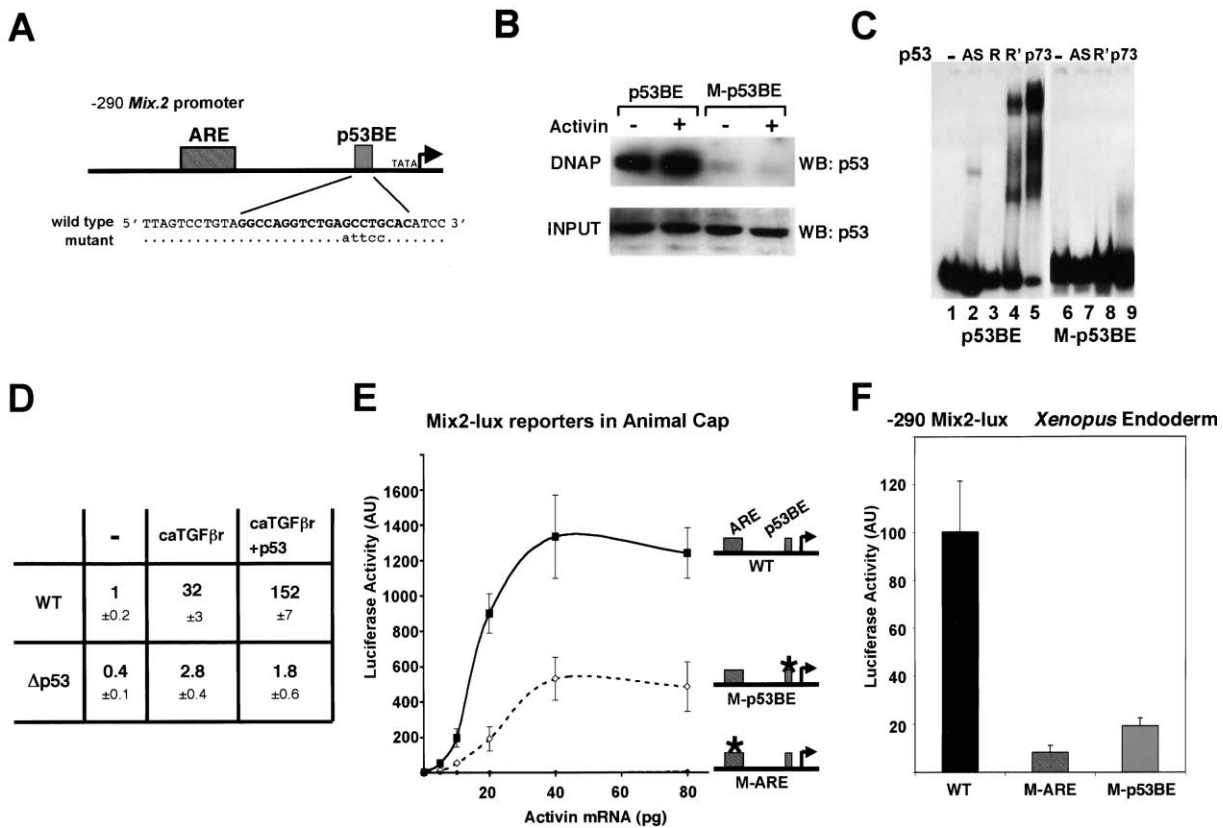 A
-290 Mix.2 promoter
ARE
p53BE
TATA
wild type 5' TTAGTCCTGTAGGCCAGGTCTGAGCCTGCACATCC 3'
mutant .......................attcc.......
B
p53BE M-p53BE
Activin - + - +
DNAP WB: p53
INPUT WB: p53
C
p53 - AS R R' p73 - AS R' p73
1 2 3 4 5 6 7 8 9
p53BE M-p53BE
D
- caTGFβr caTGFβr +p53
WT 1 ±0.2 32 ±3 152 ±7
Δp53 0.4 ±0.1 2.8 ±0.4 1.8 ±0.6
E
Mix2-lux reporters in Animal Cap
Luciferase Activity (AU)
1600
1400
1200
1000
800
600
400
200
20 40 60 80
Activin mRNA (pg)
ARE p53BE
WT
M-p53BE
M-ARE
F
-290 Mix2-lux Xenopus Endoderm
Luciferase Activity (AU)
120
100
80
60
40
20
WT M-ARE M-p53BE